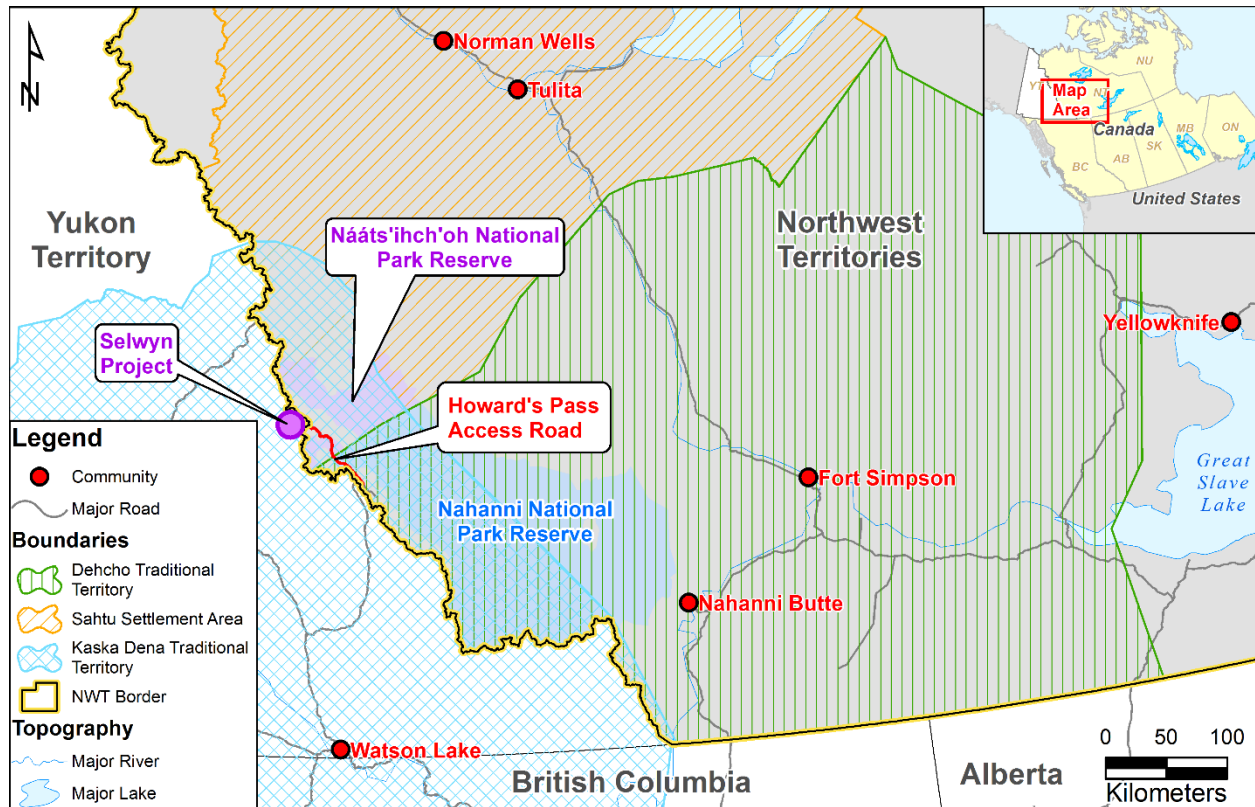 N
Norman Wells
Tulita
NU
YT
NT
Map
Area
Canada
MB
ON
SK
BC
AB
United States
Yukon
Territory
Nááts'ihch'oh National
Park Reserve
Northwest
Territories
Yellowknife
Selwyn
Project
Howard's Pass
Access Road
Great
Slave
Lake
Fort Simpson
Nahanni National
Park Reserve
Nahanni Butte
Watson Lake
British Columbia
Alberta
0 50 100
Kilometers
Legend
Community
Major Road
Boundaries
Dehcho Traditional
Territory
Sahtu Settlement Area
Kaska Dena Traditional
Territory
NWT Border
Topography
Major River
Major Lake